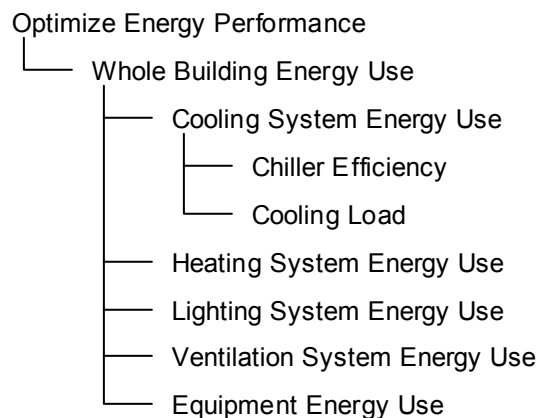 Optimize Energy Performance
Whole Building Energy Use
Cooling System Energy Use
Chiller Efficiency
Cooling Load
Heating System Energy Use
Lighting System Energy Use
Ventilation System Energy Use
Equipment Energy Use